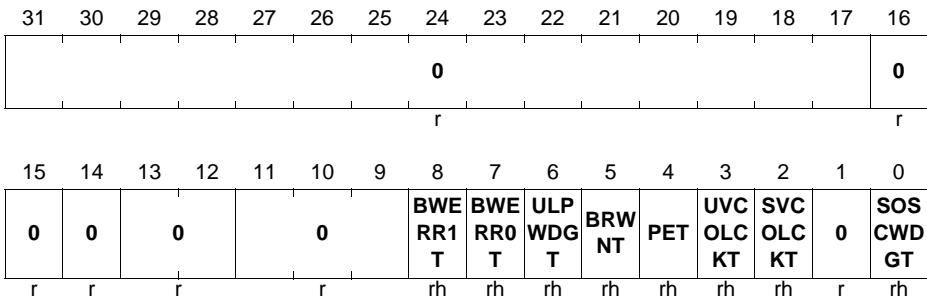 31 30 29 28 27 26 25 24 23 22 21 20 19 18 17 16
0 0
r r
15 14 13 12 11 10 9 8 7 6 5 4 3 2 1 0
0 0 0 0 BWE RR1 T BWE RR0 T ULP WDG T BRW NT PET UVC OLC KT SVC OLC KT 0 SOS CWD GT
r r r r rh rh rh rh rh rh rh r rh